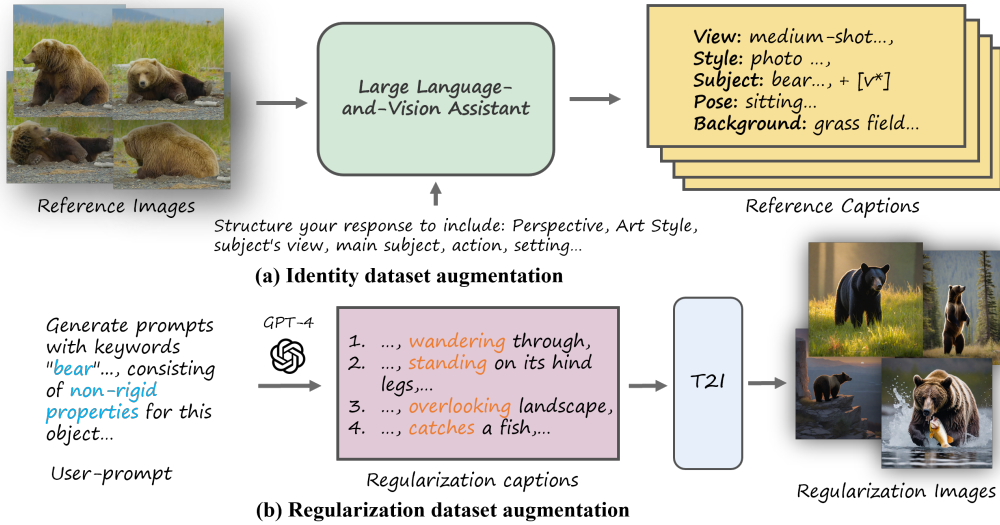 Large Language-
and-Vision Assistant
View: medium-shot...,
Style: photo ...,
Subject: bear..., + [v*]
Pose: sitting...
Background: grass field...
Reference Images
Reference Captions
Structure your response to include: Perspective, Art Style,
subject's view, main subject, action, setting...
(a) Identity dataset augmentation
Generate prompts
with keywords
"bear"..., consisting
of non-rigid
properties for this
object...
User-prompt
GPT-4
1. ..., wandering through,
2. ..., standing on its hind
legs,...
3. ..., overlooking landscape,
4. ..., catches a fish,...
Regularization captions
T2I
Regularization Images
(b) Regularization dataset augmentation